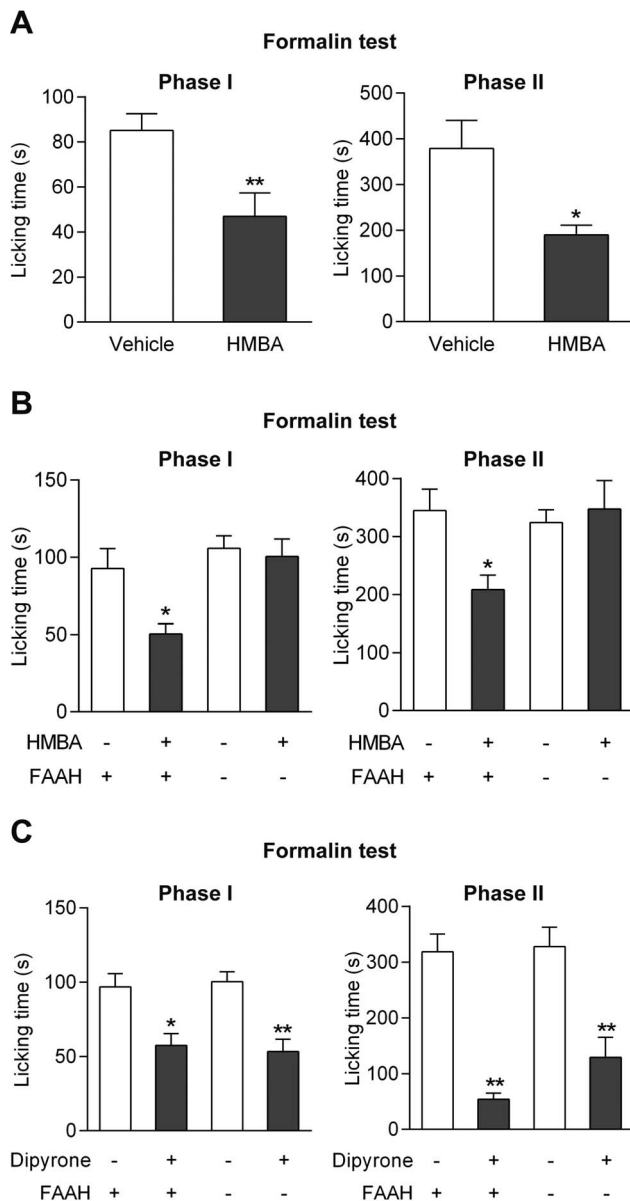 A
Formalin test
Phase I
Phase II
Licking time (s)
100
80
60
40
20
0
**
Vehicle HMBA
Licking time (s)
500
400
300
200
100
0
*
Vehicle HMBA
B
Formalin test
Phase I
Phase II
Licking time (s)
150
100
50
0
*
HMBA - + - +
FAAH + + - -
Licking time (s)
400
300
200
100
0
*
HMBA - + - +
FAAH + + - -
C
Formalin test
Phase I
Phase II
Licking time (s)
150
100
50
0
*
**
Dipyrone - + - +
FAAH + + - -
Licking time (s)
400
300
200
100
0
**
**
Dipyrone - + - +
FAAH + + - -